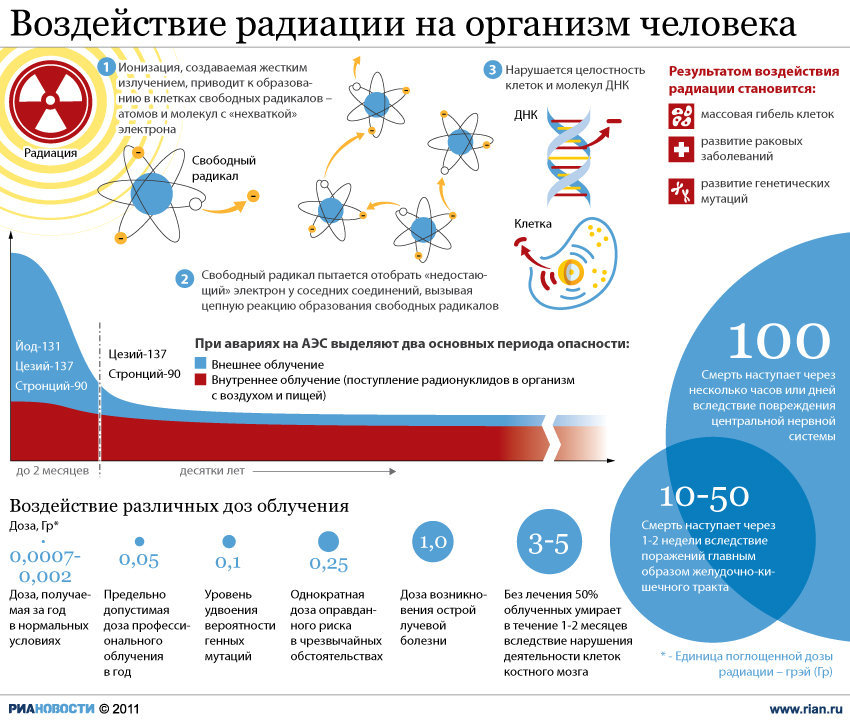 Воздействие радиации на организм человека
Радиация
1
Ионизация, создаваемая жестким
излучением, приводит к образова-
нию в клетках свободных радикалов –
атомов и молекул с «нехваткой»
электрона
Свободный
радикал
3
Нарушается целостность
клеток и молекул ДНК
ДНК
Клетка
Результатом воздействия
радиации становится:
массовая гибель клеток
развитие раковых
заболеваний
развитие генетических
мутаций
2
Свободный радикал пытается отобрать «недостаю-
щий» электрон у соседних соединений, вызывая
цепную реакцию образования свободных радикалов
При авариях на АЭС выделяют два основных периода опасности:
Внешнее облучение
Внутреннее облучение (поступление радионуклидов в организм
с воздухом и пищей)
Йод-131
Цезий-137
Стронций-90
Цезий-137
Стронций-90
до 2 месяцев
десятки лет
100
Смерть наступает через
несколько часов или дней
вследствие повреждения
центральной нервной
системы
10-50
Смерть наступает через
1-2 недели вследствие
поражений главным
образом желудочно-ки-
шечного тракта
Воздействие различных доз облучения
Доза, Гр*
0,0007-
0,002
Доза, получае-
мая за год
в нормальных
условиях
0,05
Предельно
допустимая
доза професси-
онального
облучения
в год
0,1
Уровень
удвоения
вероятности
генных
мутаций
0,25
Однократная
доза оправдан-
ного риска
в чрезвычайных
обстоятельствах
1,0
Доза возникно-
вения острой
лучевой
болезни
3-5
Без лечения 50%
облученных умирает
в течение 1-2 месяцев
вследствие нарушения
деятельности клеток
костного мозга
* - Единица поглощенной дозы
радиации – грэй (Гр)
РИАНОВОСТИ © 2011
www.rian.ru